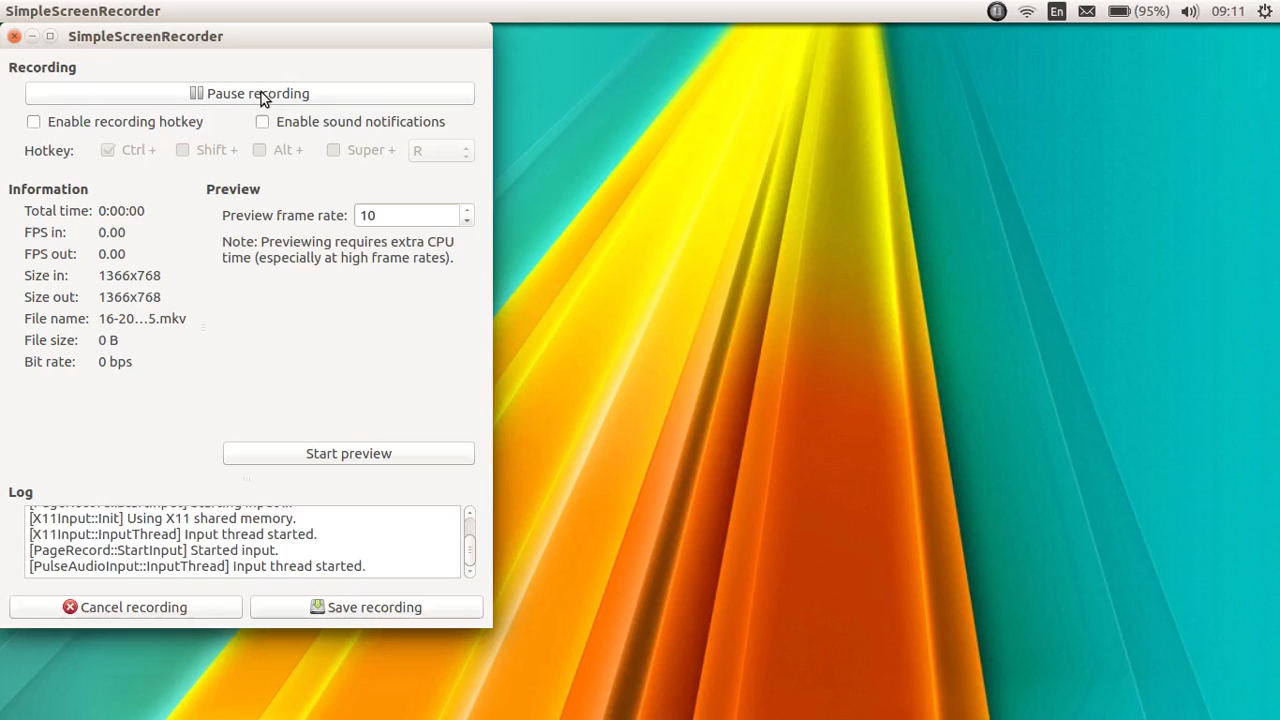 SimpleScreenRecorder
En
(95%)
09:11
SimpleScreenRecorder
Recording
Pause recording
Enable recording hotkey
Enable sound notifications
Hotkey: Ctrl + Shift + Alt + Super + R
Information
Total time: 0:00:00
FPS in: 0.00
FPS out: 0.00
Size in: 1366x768
Size out: 1366x768
File name: 16-20...5.mkv
File size: 0 B
Bit rate: 0 bps
Preview
Preview frame rate: 10
Note: Previewing requires extra CPU
time (especially at high frame rates).
Start preview
Log
[X11Input::Init] Using X11 shared memory.
[X11Input::InputThread] Input thread started.
[PageRecord::StartInput] Started input.
[PulseAudioInput::InputThread] Input thread started.
Cancel recording
Save recording